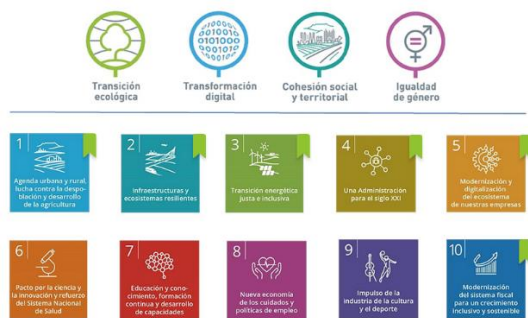 Transición
ecológica
Transformación
digital
Cohesión social
y territorial
Igualdad
de género
1
Agenda urbana y rural,
lucha contra la despo-
blación y desarrollo
de la agricultura
2
Infraestructuras y
ecosistemas resilientes
3
Transición energética
justa e inclusiva
4
Una Administración
para el siglo XXI
5
Modernización y
digitalización
del ecosistema
de nuestras empresas
6
Pacto por la ciencia y
la innovación y refuerzo
del Sistema Nacional
de Salud
7
Educación y cono-
cimiento, formación
continua y desarrollo
de capacidades
8
Nueva economía
de los cuidados y
políticas de empleo
9
Impulso de la
industria de la cultura
y el deporte
10
Modernización
del sistema fiscal
para un crecimiento
inclusivo y sostenible